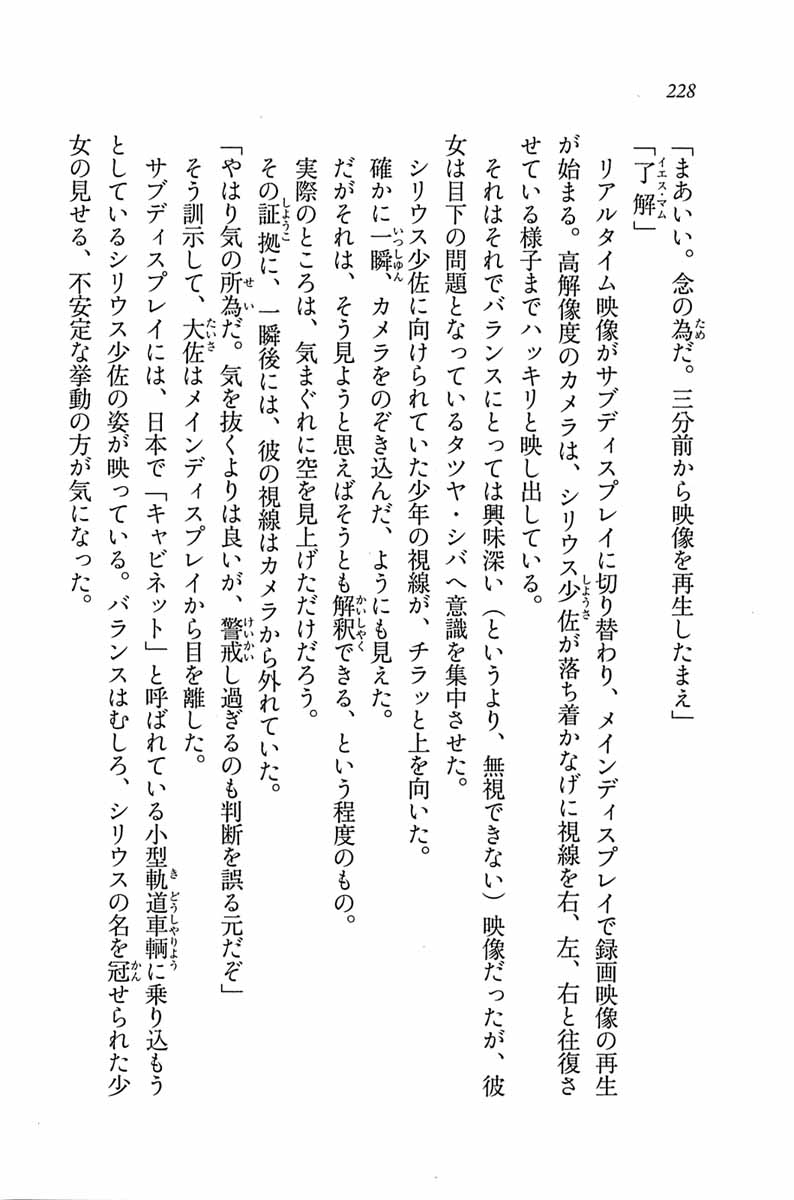 228
「まあいい。念の為だ。三分前から映像を再生したまえ」
「了解」
リアルタイム映像がサブディスプレイに切り替わり、メインディスプレイで録画映像の再生
が始まる。高解像度のカメラは、シリウス少佐が落ち着かなげに視線を右、左、右と往復さ
せている様子までハッキリと映し出している。
それはそれでバランスにとっては興味深い（というより、無視できない）映像だったが、彼
女は目下の問題となっているタツヤ・シバへ意識を集中させた。
シリウス少佐に向けられていた少年の視線が、チラッと上を向いた。
確かに一瞬、カメラをのぞき込んだ、ようにも見えた。
だがそれは、そう見ようと思えばそうとも解釈できる、という程度のもの。
実際のところは、気まぐれに空を見上げただけだろう。
その証拠に、一瞬後には、彼の視線はカメラから外れていた。
「やはり気の所為だ。気を抜くよりは良いが、警戒し過ぎるのも判断を誤る元だぞ」
そう訓示して、大佐はメインディスプレイから目を離した。
サブディスプレイには、日本で「キャビネット」と呼ばれている小型軌道車輌に乗り込もう
としているシリウス少佐の姿が映っている。バランスはむしろ、シリウスの名を冠せられた少
女の見せる、不安定な挙動の方が気になった。